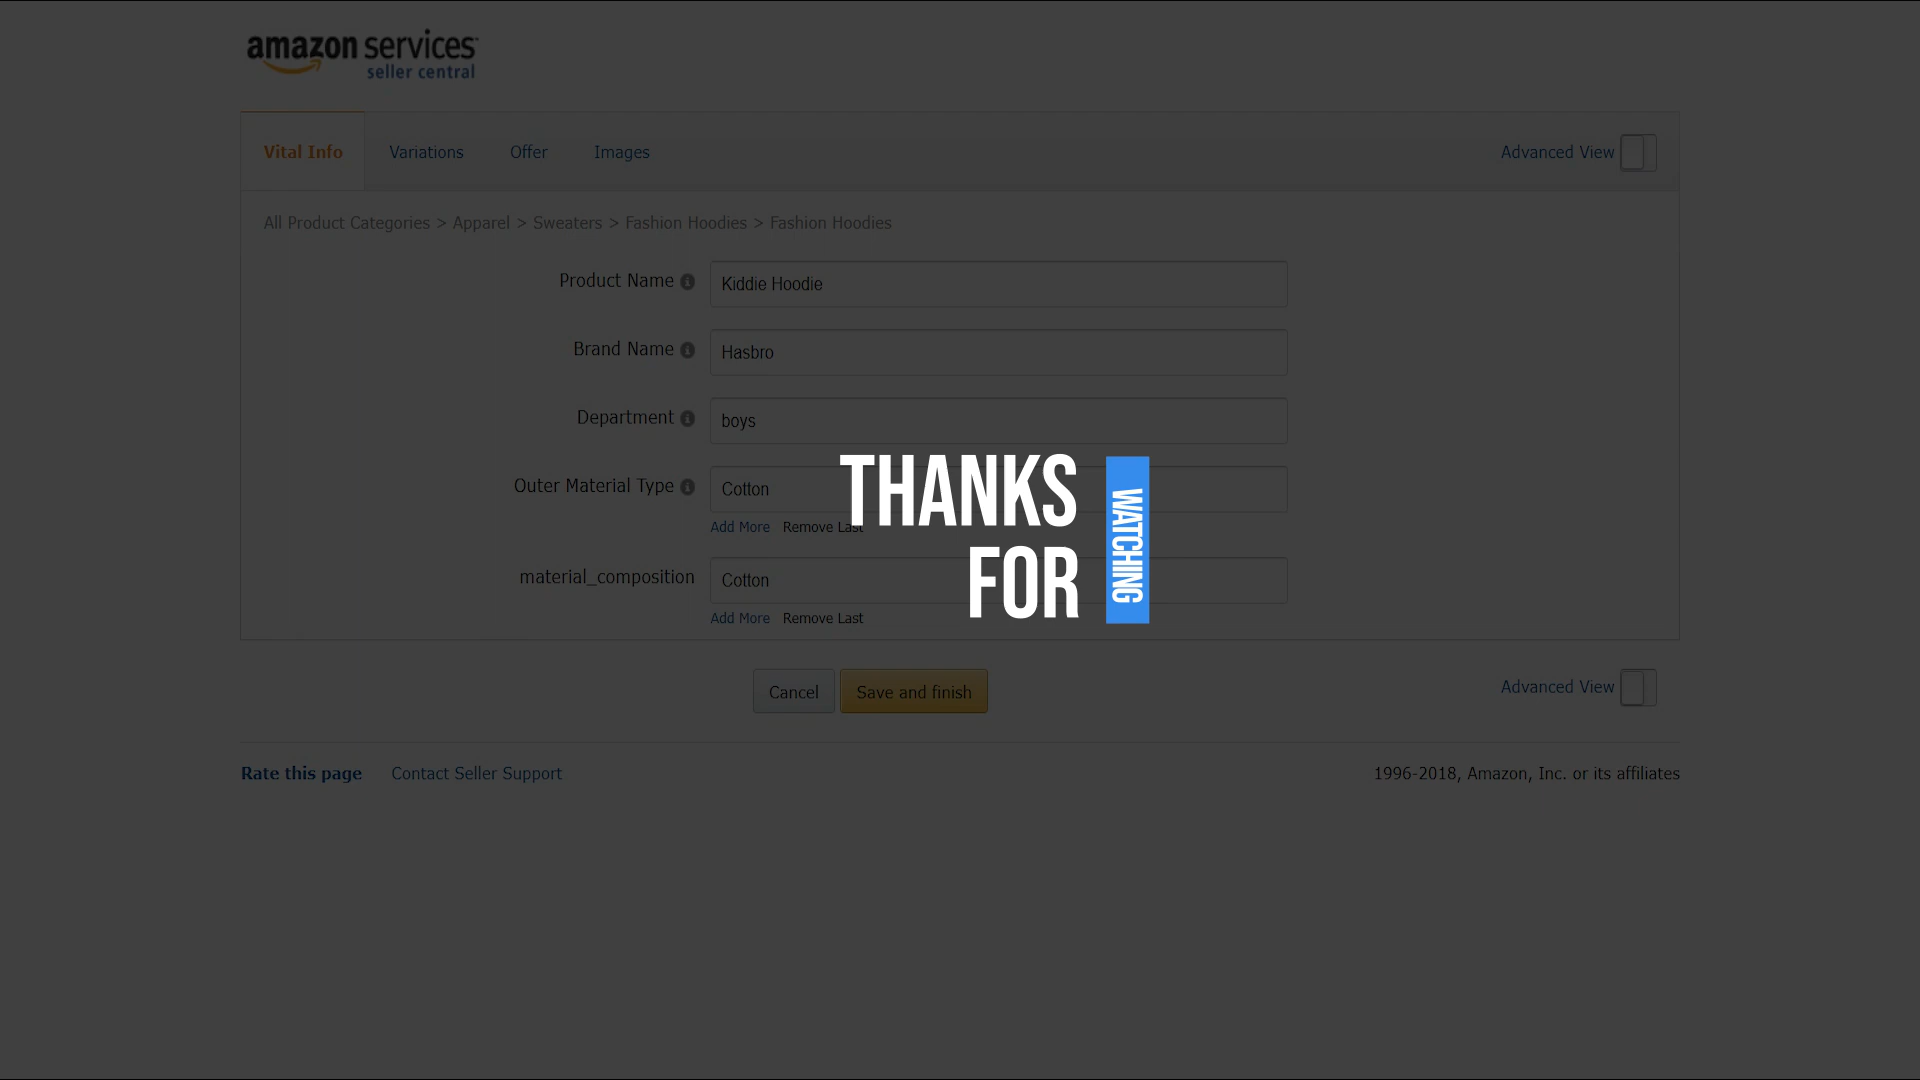 amazon services
seller central
Vital Info
Variations
Offer
Images
Advanced View
All Product Categories > Apparel > Sweaters > Fashion Hoodies > Fashion Hoodies
Product Name
Kiddie Hoodie
Brand Name
Hasbro
Department
boys
Outer Material Type
Cotton
Add More Remove Last
material_composition
Cotton
Add More Remove Last
THANKS
FOR
WATCHING
Cancel
Save and finish
Advanced View
Rate this page
Contact Seller Support
1996-2018, Amazon, Inc. or its affiliates